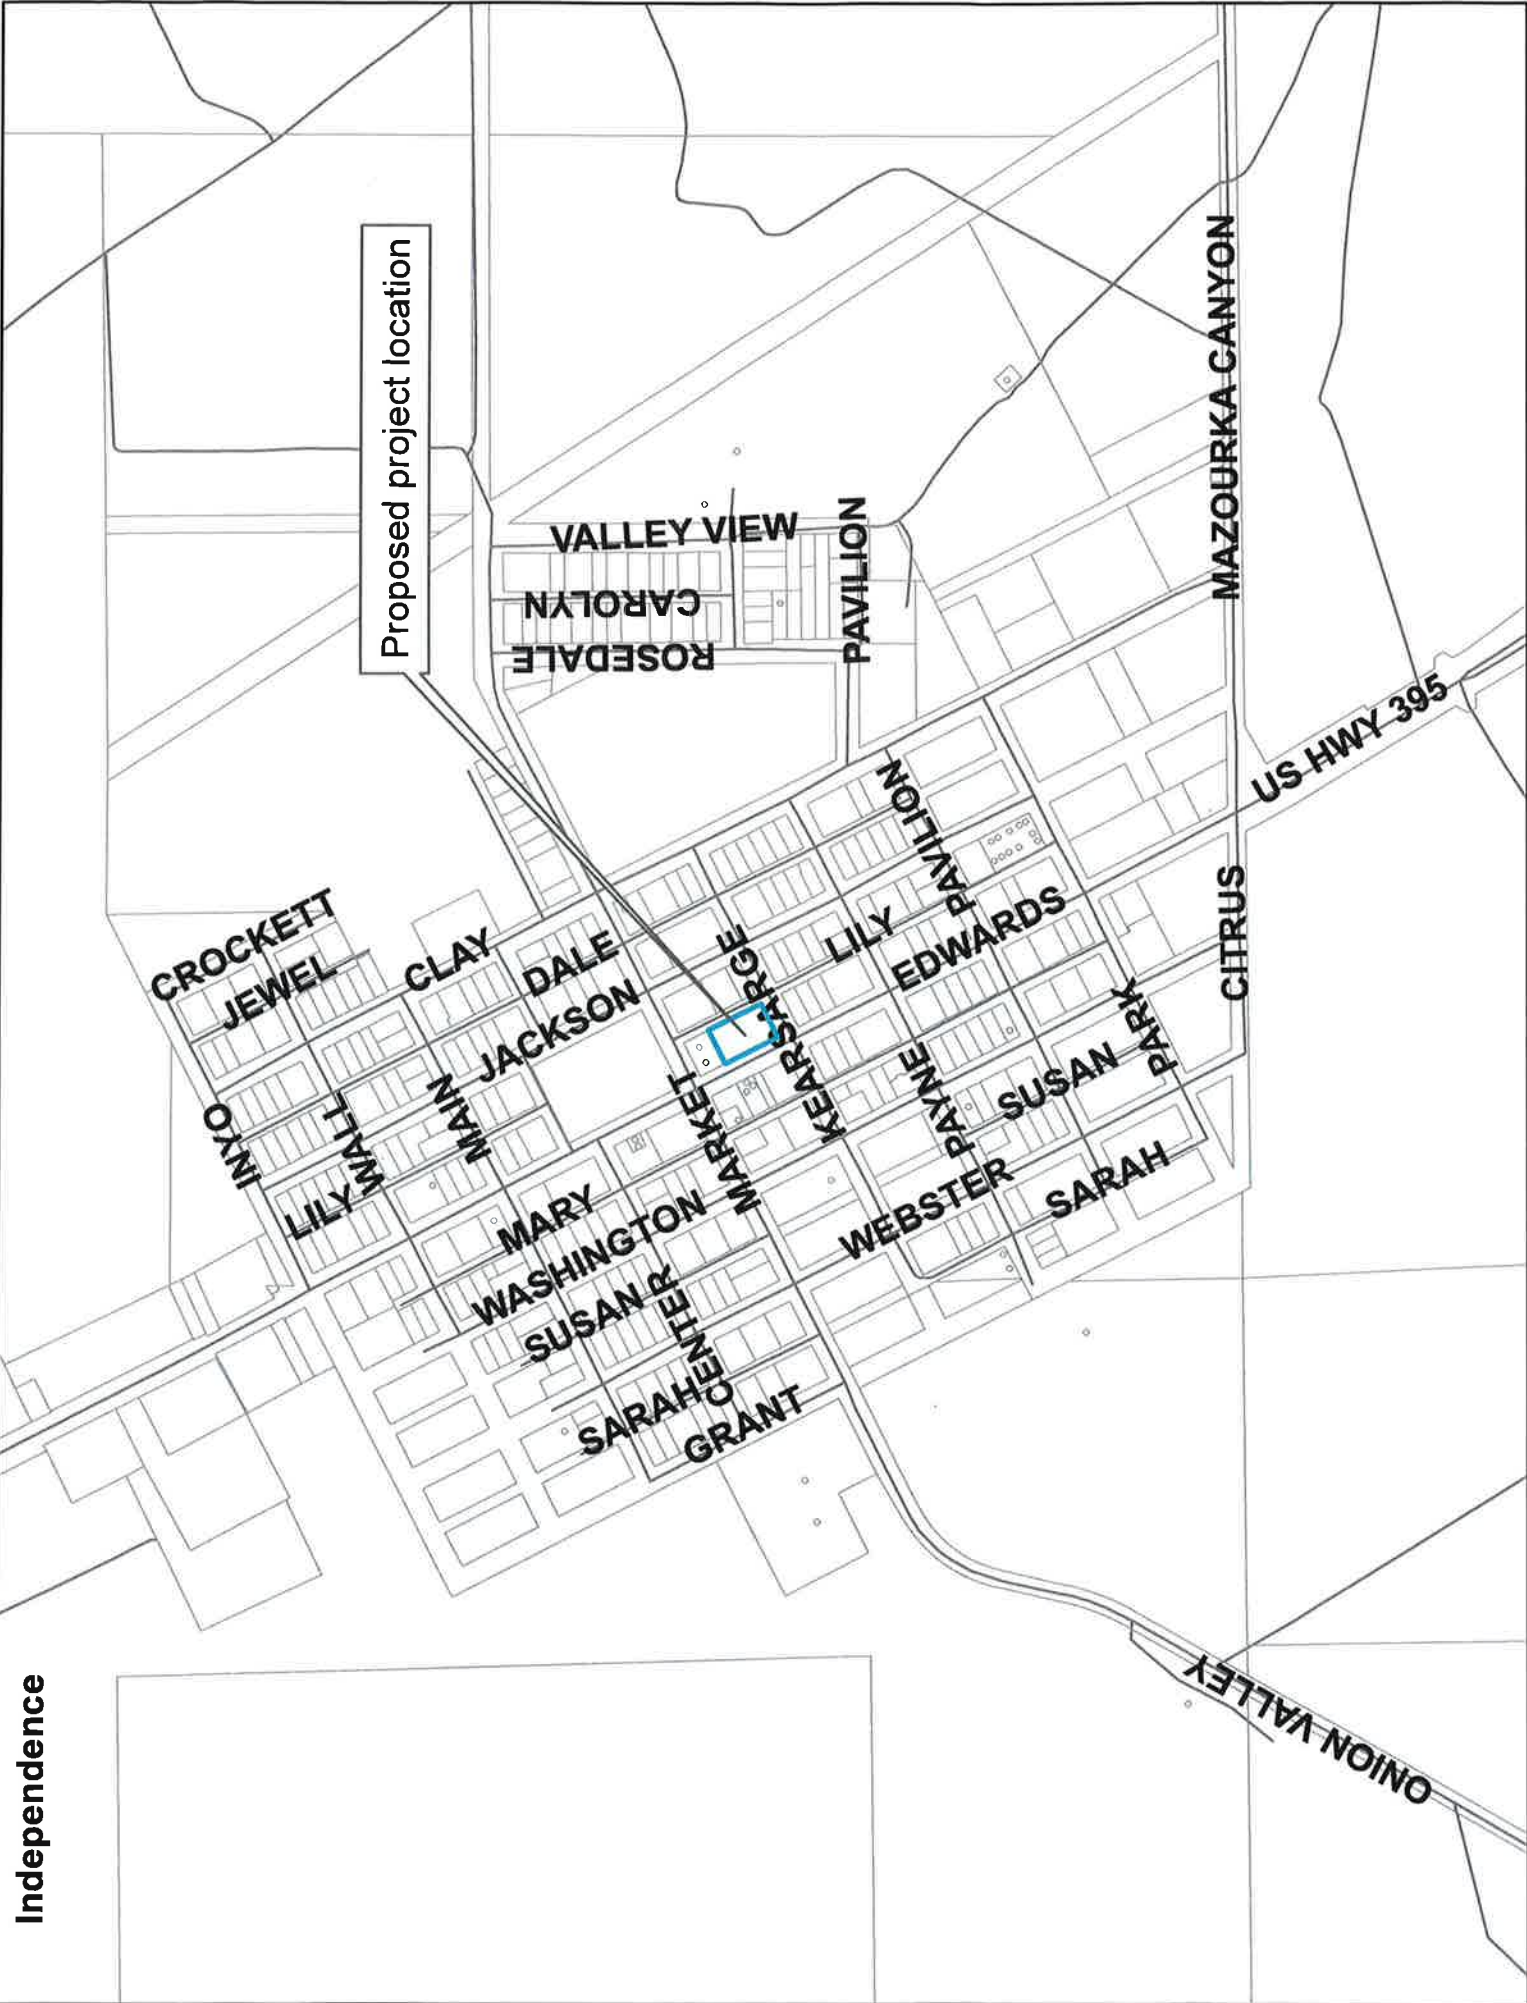 Independence
Proposed project location
CROCKETT
JEWEL
CLAY
DALE
JACKSON
INYO
WALL
MAIN
LILY
MARY
WASHINGTON
SUSAN
CENTER
SARAH
GRANT
MARKET
KEARSARGE
KEARSARGE
LILY
EDWARDS
PAVILION
PAYNE
SUSAN
WEBSTER
SARAH
PARK
VALLEY VIEW
CAROLYN
ROSEDALE
PAVILION
MAZOURKA CANYON
US HWY 395
CITRUS
ONION VALLEY